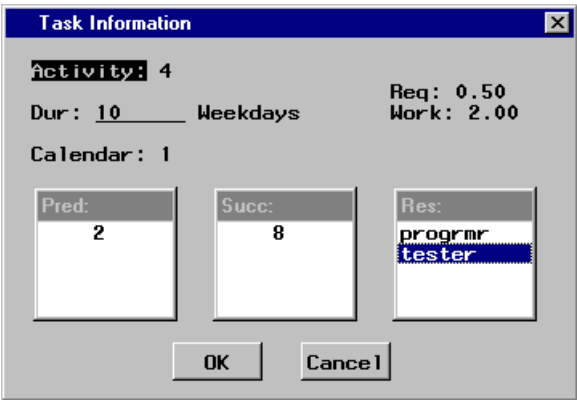 Task Information
Activity: 4
Req: 0.50
Dur: 10 Weekdays
Work: 2.00
Calendar: 1
Pred:
2
Succ:
8
Res:
progrmr
tester
OK
Cancel